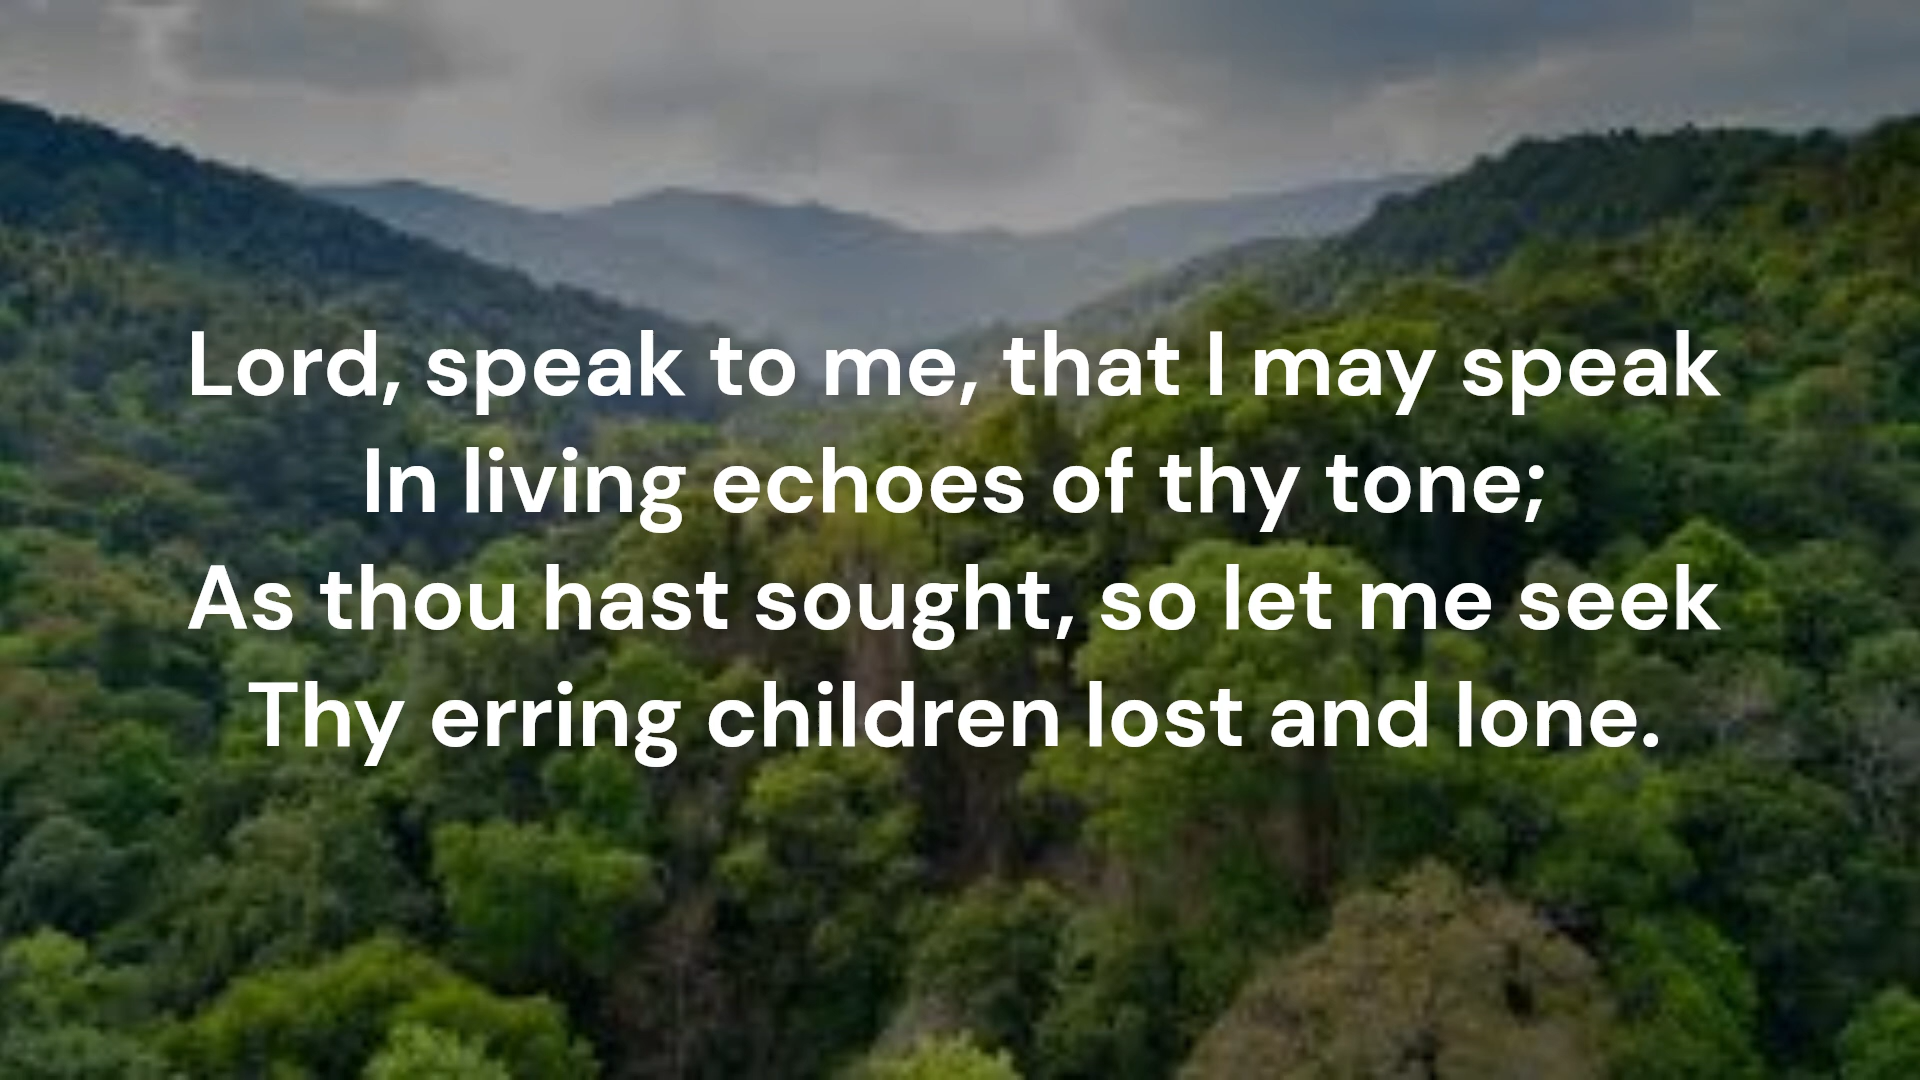 Lord, speak to me, that I may speak
In living echoes of thy tone;
As thou hast sought, so let me seek
Thy erring children lost and lone.